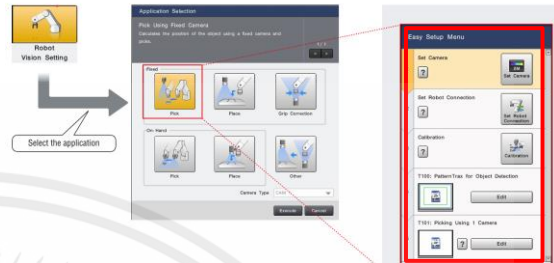 Robot
Vision Setting
Select the application
Application Selection
Pick Using Fixed Camera
Calculates the position of the object using a fixed camera and
picks.
Fixed
Pick
Place
Grip Correction
On Hand
Pick
Place
Other
Camera Type
Execute
Cancel
Easy Setup Menu
Set Camera
?
Set Camera
Set Robot Connection
?
Set Robot
Connection
Calibration
?
Calibration
T100: PatternTrax for Object Detection
Edit
T101: Picking Using 1 Camera
?
Edit